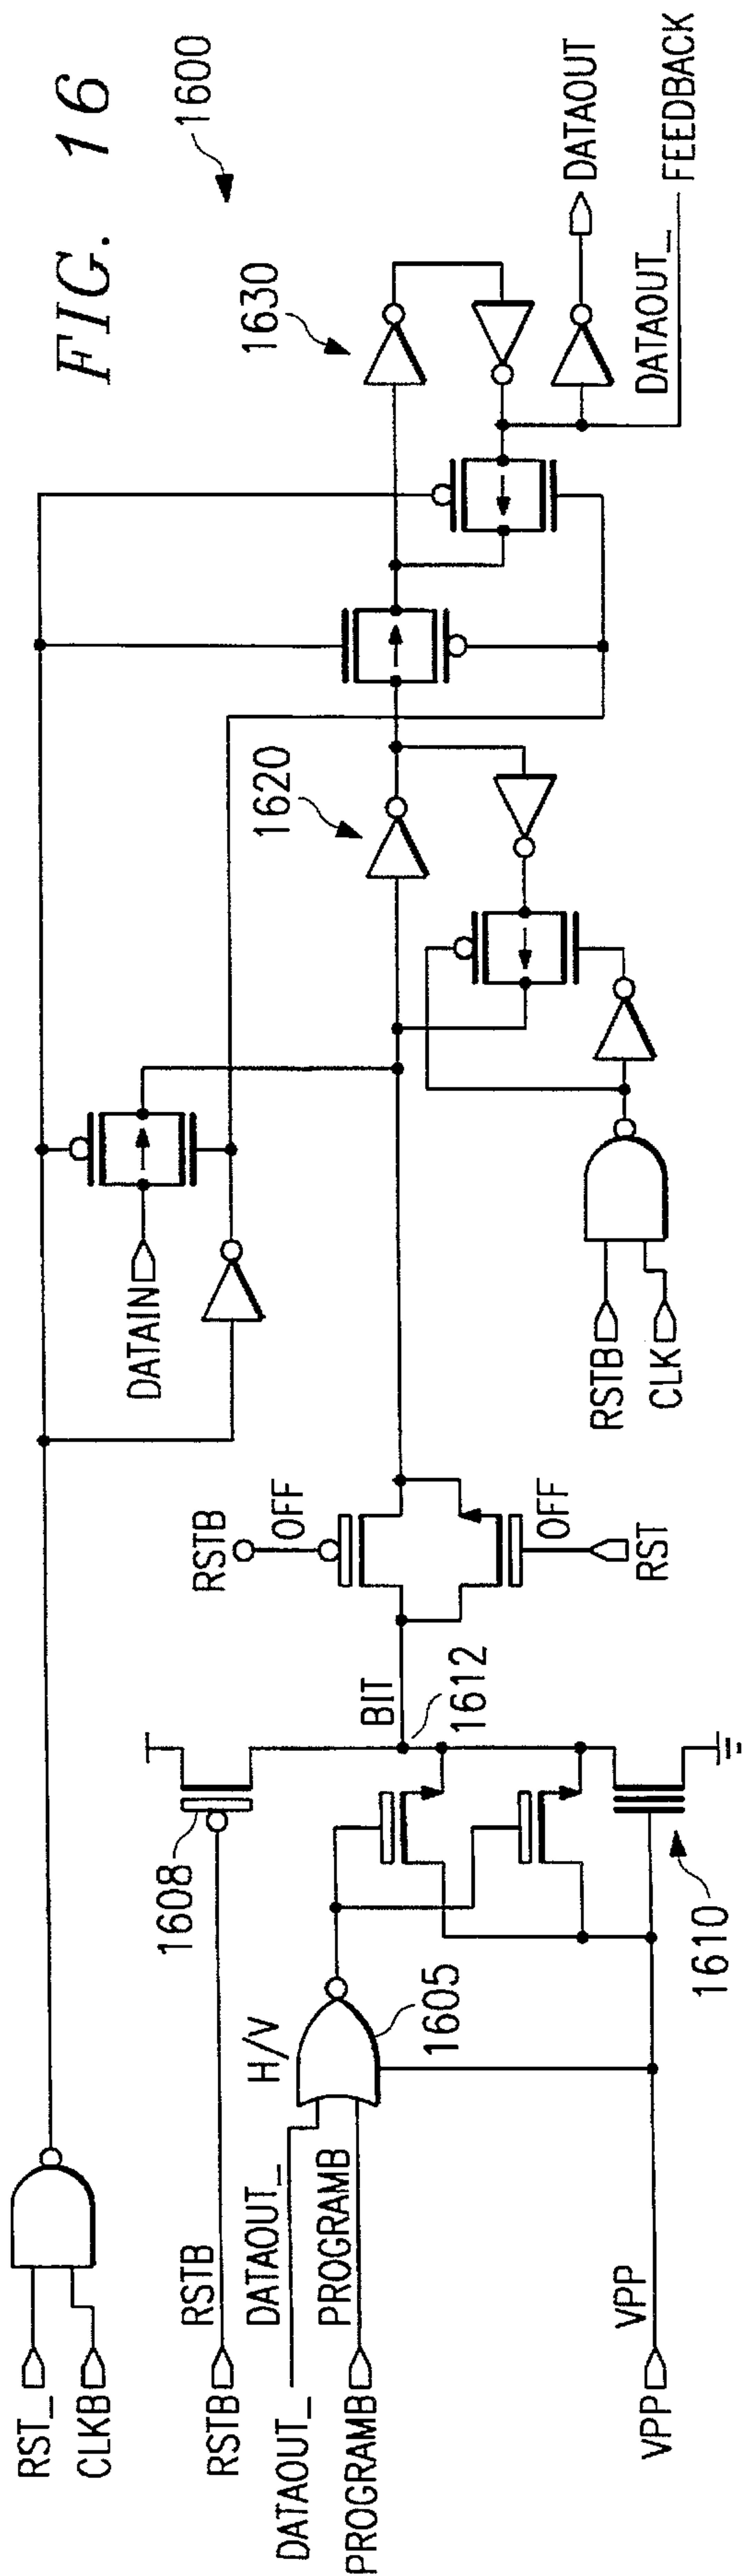 FIG. 16
1600
RST_
CLKB
RSTB
RSTB
1608
DATAOUT_
DATAOUT_
PROGRAMB
PROGRAMB
H/V
1605
VPP
VPP
1610
BIT
1612
RSTB
OFF
OFF
RST
DATAIN
RSTB
CLK
1620
1630
DATAOUT
DATAOUT_
FEEDBACK